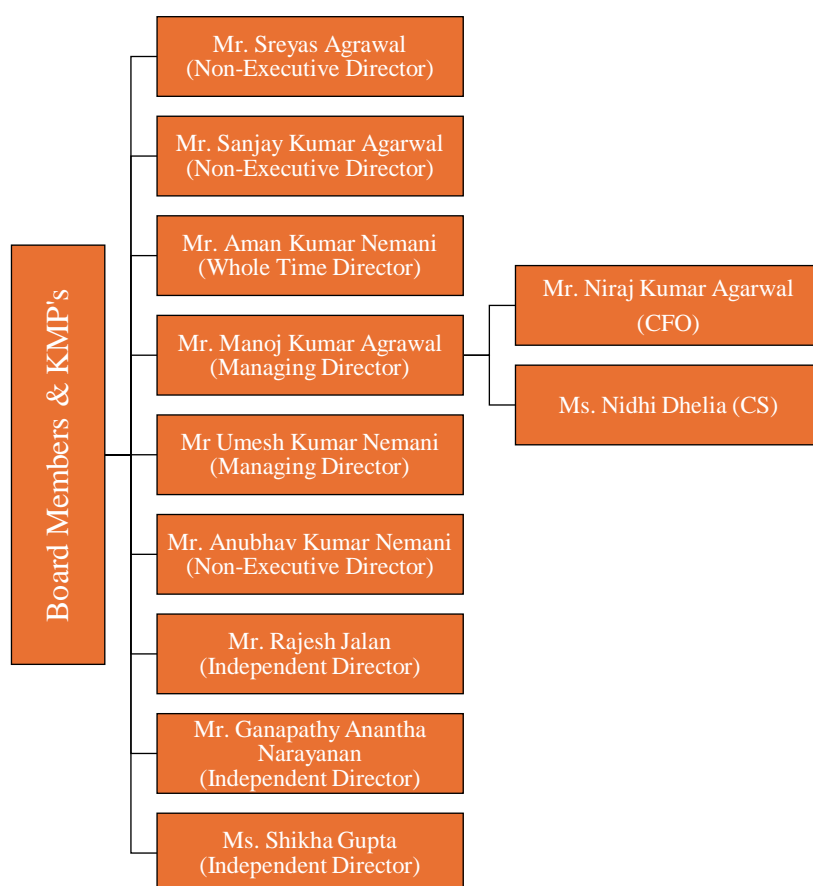 Board Members & KMP's
Mr. Sreyas Agrawal
(Non-Executive Director)
Mr. Sanjay Kumar Agarwal
(Non-Executive Director)
Mr. Aman Kumar Nemani
(Whole Time Director)
Mr. Manoj Kumar Agrawal
(Managing Director)
Mr. Niraj Kumar Agarwal
(CFO)
Ms. Nidhi Dhelia (CS)
Mr Umesh Kumar Nemani
(Managing Director)
Mr. Anubhav Kumar Nemani
(Non-Executive Director)
Mr. Rajesh Jalan
(Independent Director)
Mr. Ganapathy Anantha
Narayanan
(Independent Director)
Ms. Shikha Gupta
(Independent Director)